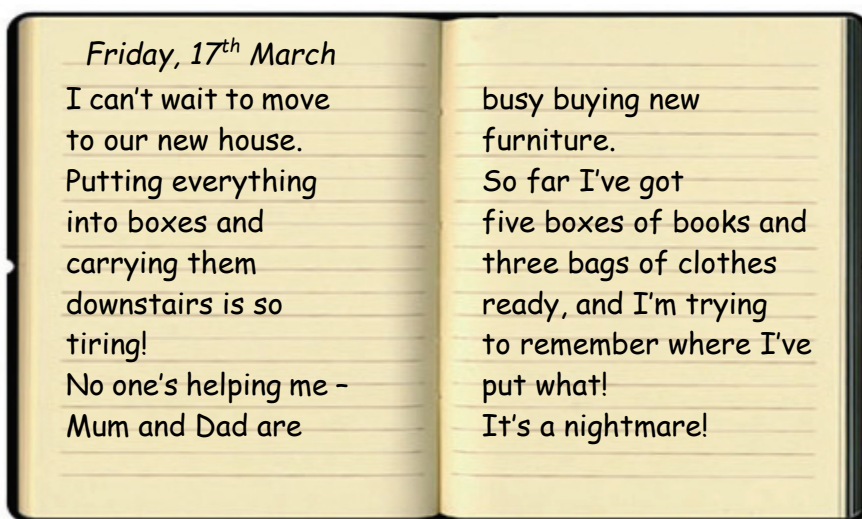 Friday, 17th March
I can't wait to move
to our new house.
Putting everything
into boxes and
carrying them
downstairs is so
tiring!
No one's helping me –
Mum and Dad are
busy buying new
furniture.
So far I've got
five boxes of books and
three bags of clothes
ready, and I'm trying
to remember where I've
put what!
It's a nightmare!